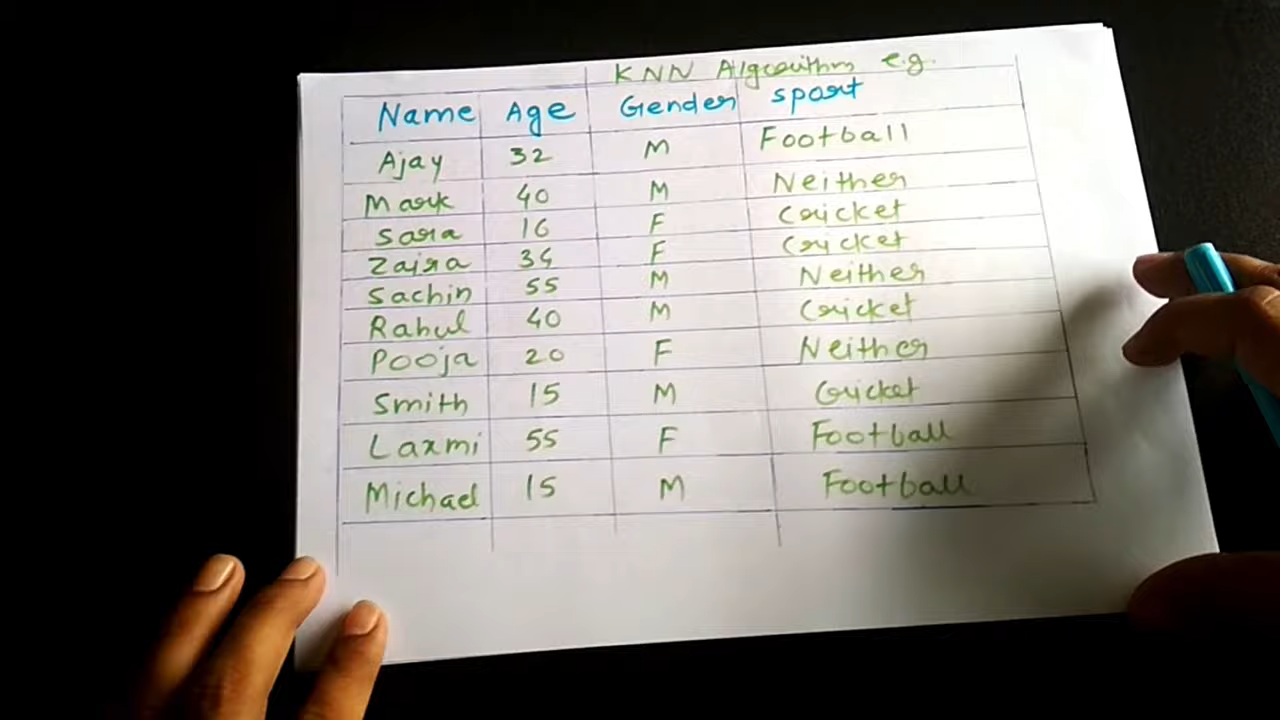 KNN Algorithm e.g.
Name Age Gender sport
Ajay 32 M Football
Mark 40 M Neither
Sara 16 F Cricket
Zaira 34 F Cricket
Sachin 55 M Neither
Rahul 40 M Cricket
Pooja 20 F Neither
Smith 15 M Cricket
Laxmi 55 F Football
Michael 15 M Football